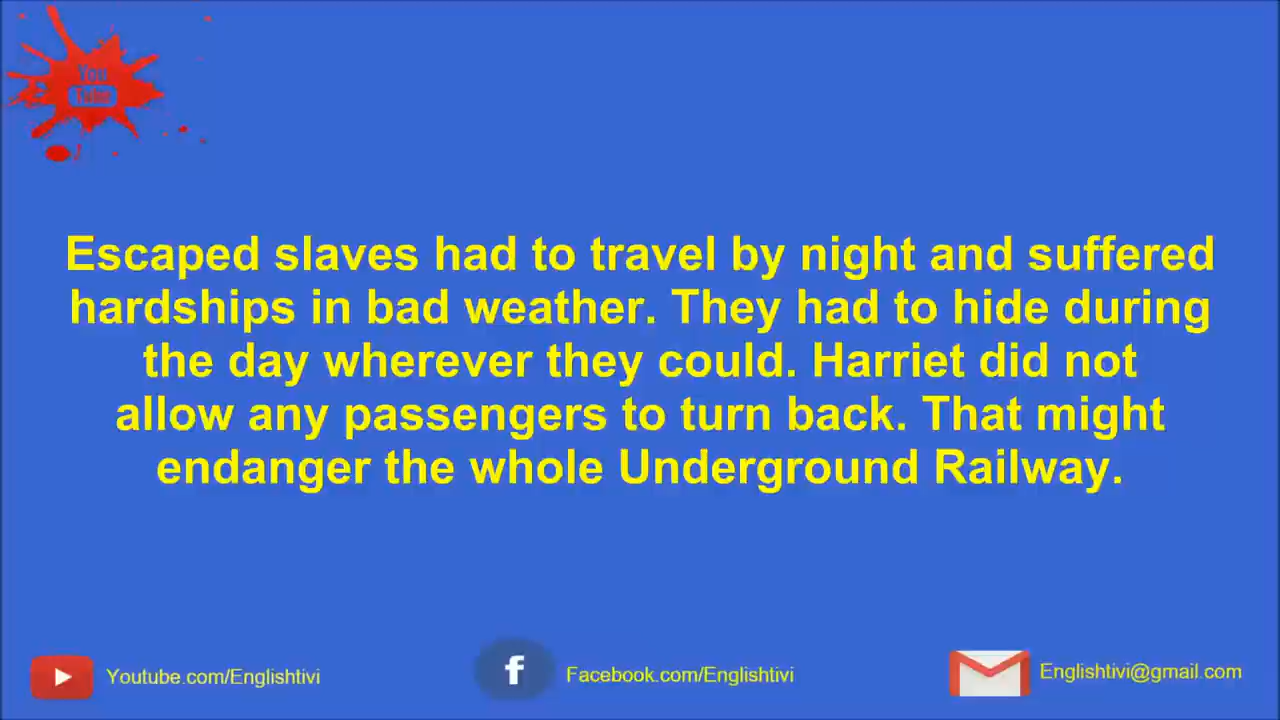 You
Tube
Escaped slaves had to travel by night and suffered
hardships in bad weather. They had to hide during
the day wherever they could. Harriet did not
allow any passengers to turn back. That might
endanger the whole Underground Railway.
Youtube.com/Englishtivi
f
Facebook.com/Englishtivi
Englishtivi@gmail.com